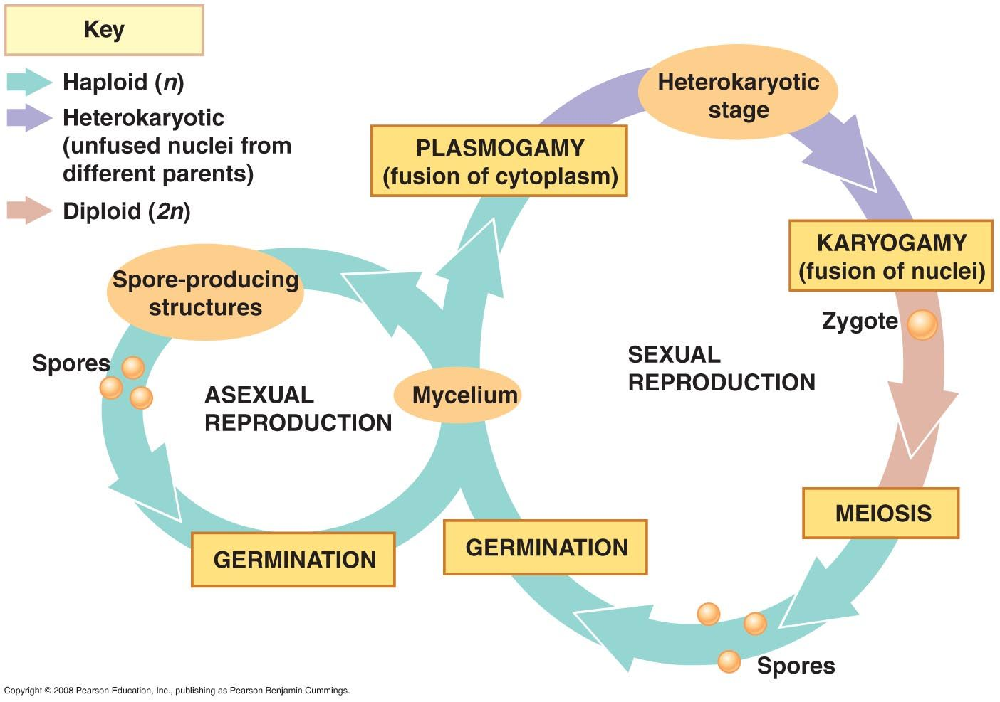 Key
Haploid (n)
Heterokaryotic
(unfused nuclei from
different parents)
Diploid (2n)
Heterokaryotic
stage
PLASMOGAMY
(fusion of cytoplasm)
KARYOGAMY
(fusion of nuclei)
Spore-producing
structures
Zygote
Spores
SEXUAL
REPRODUCTION
ASEXUAL
REPRODUCTION
Mycelium
MEIOSIS
GERMINATION
GERMINATION
Spores
Copyright © 2008 Pearson Education, Inc., publishing as Pearson Benjamin Cummings.